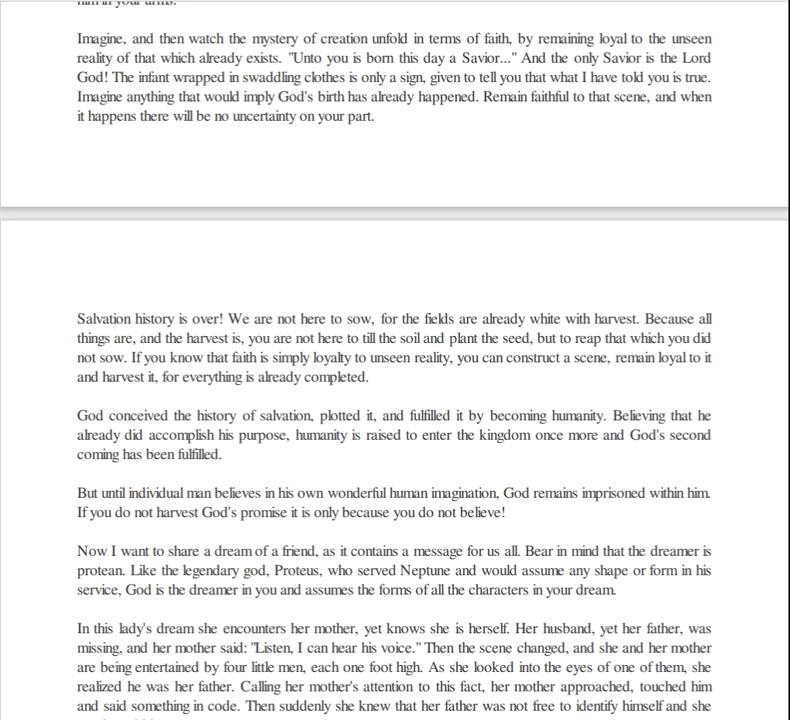 Imagine, and then watch the mystery of creation unfold in terms of faith, by remaining loyal to the unseen
reality of that which already exists. "Unto you is born this day a Savior..." And the only Savior is the Lord
God! The infant wrapped in swaddling clothes is only a sign, given to tell you that what I have told you is true.
Imagine anything that would imply God's birth has already happened. Remain faithful to that scene, and when
it happens there will be no uncertainty on your part.
Salvation history is over! We are not here to sow, for the fields are already white with harvest. Because all
things are, and the harvest is, you are not here to till the soil and plant the seed, but to reap that which you did
not sow. If you know that faith is simply loyalty to unseen reality, you can construct a scene, remain loyal to it
and harvest it, for everything is already completed.
God conceived the history of salvation, plotted it, and fulfilled it by becoming humanity. Believing that he
already did accomplish his purpose, humanity is raised to enter the kingdom once more and God's second
coming has been fulfilled.
But until individual man believes in his own wonderful human imagination, God remains imprisoned within him.
If you do not harvest God's promise it is only because you do not believe!
Now I want to share a dream of a friend, as it contains a message for us all. Bear in mind that the dreamer is
protean. Like the legendary god, Proteus, who served Neptune and would assume any shape or form in his
service, God is the dreamer in you and assumes the forms of all the characters in your dream.
In this lady's dream she encounters her mother, yet knows she is herself. Her husband, yet her father, was
missing, and her mother said: "Listen, I can hear his voice." Then the scene changed, and she and her mother
are being entertained by four little men, each one foot high. As she looked into the eyes of one of them, she
realized he was her father. Calling her mother's attention to this fact, her mother approached, touched him
and said something in code. Then suddenly she knew that her father was not free to identify himself and she